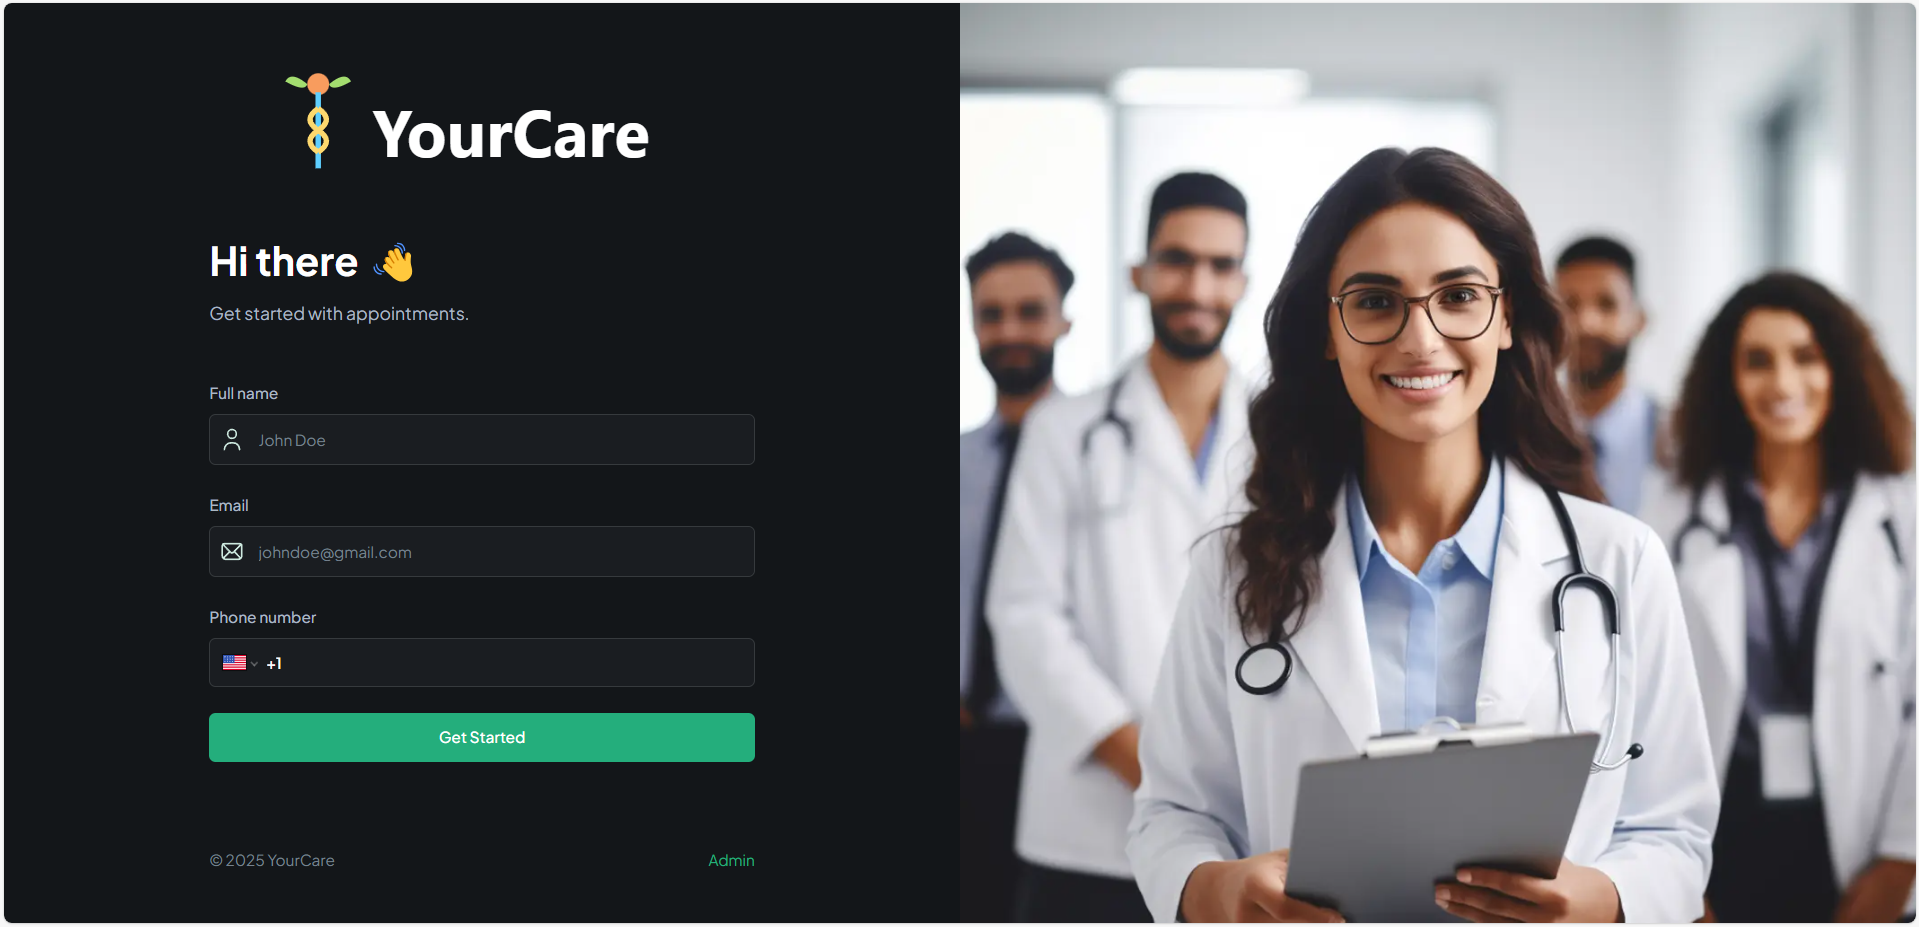 YourCare
Hi there 👋
Get started with appointments.
Full name
John Doe
Email
johndoe@gmail.com
Phone number
+1
Get Started
© 2025 YourCare
Admin